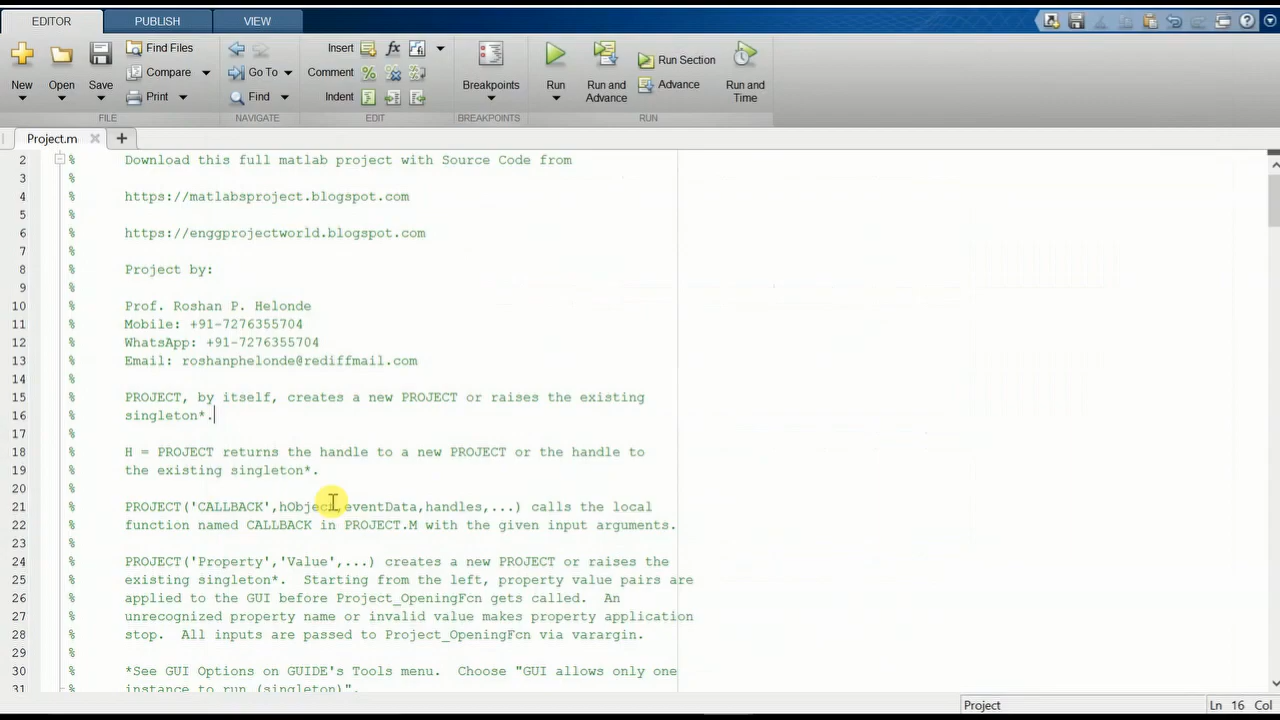 EDITOR PUBLISH VIEW
New Open Save Find Files Compare Print
FILE
Go To Find
NAVIGATE
Insert fx
Comment %
Indent
EDIT
Breakpoints
BREAKPOINTS
Run Run and Advance Run Section Advance Run and Time
RUN
Project.m
2 % Download this full matlab project with Source Code from
3 %
4 % https://matlabsproject.blogspot.com
5 %
6 % https://enggprojectworld.blogspot.com
7 %
8 % Project by:
9 %
10 % Prof. Roshan P. Helonde
11 % Mobile: +91-7276355704
12 % WhatsApp: +91-7276355704
13 % Email: roshanphelonde@rediffmail.com
14 %
15 % PROJECT, by itself, creates a new PROJECT or raises the existing
16 % singleton*.
17 %
18 % H = PROJECT returns the handle to a new PROJECT or the handle to
19 % the existing singleton*.
20 %
21 % PROJECT('CALLBACK',hObject,eventData,handles,...) calls the local
22 % function named CALLBACK in PROJECT.M with the given input arguments.
23 %
24 % PROJECT('Property','Value',...) creates a new PROJECT or raises the
25 % existing singleton*. Starting from the left, property value pairs are
26 % applied to the GUI before Project_OpeningFcn gets called. An
27 % unrecognized property name or invalid value makes property application
28 % stop. All inputs are passed to Project_OpeningFcn via varargin.
29 %
30 % *See GUI Options on GUIDE's Tools menu. Choose "GUI allows only one
31 % instance to run (singleton)".
Project Ln 16 Col